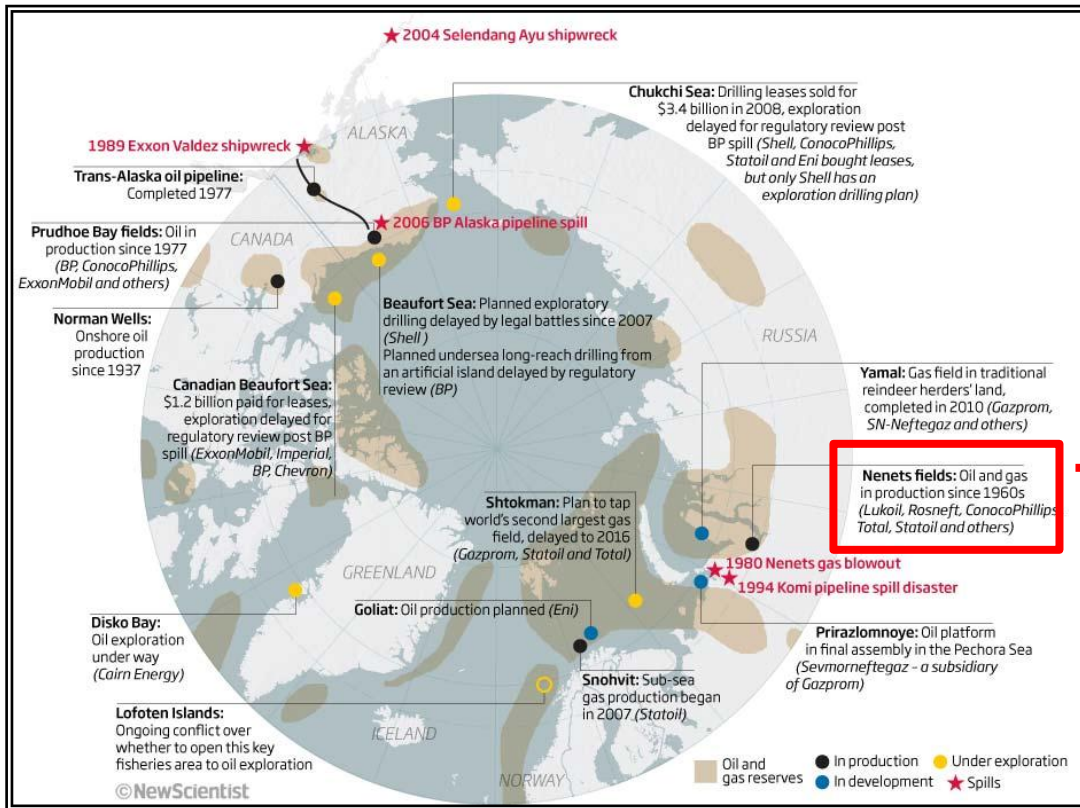 2004 Selendang Ayu shipwreck
Chukchi Sea: Drilling leases sold for
$3.4 billion in 2008, exploration
delayed for regulatory review post
BP spill (Shell, ConocoPhillips,
Statoil and Eni bought leases,
but only Shell has an
exploration drilling plan)
ALASKA
1989 Exxon Valdez shipwreck
Trans-Alaska oil pipeline:
Completed 1977
2006 BP Alaska pipeline spill
Prudhoe Bay fields: Oil in
production since 1977
(BP, ConocoPhillips,
ExxonMobil and others)
CANADA
Norman Wells:
Onshore oil
production
since 1937
Beaufort Sea: Planned exploratory
drilling delayed by legal battles since 2007
(Shell )
Planned undersea long-reach drilling from
an artificial island delayed by regulatory
review (BP)
RUSSIA
Canadian Beaufort Sea:
$1.2 billion paid for leases,
exploration delayed for
regulatory review post BP
spill (ExxonMobil, Imperial,
BP, Chevron)
Yamal: Gas field in traditional
reindeer herders' land,
completed in 2010 (Gazprom,
SN-Neftegaz and others)
Nenets fields: Oil and gas
in production since 1960s
(Lukoil, Rosneft, ConocoPhillips
Total, Statoil and others)
Shtokman: Plan to tap
world's second largest gas
field, delayed to 2016
(Gazprom, Statoil and Total)
1980 Nenets gas blowout
1994 Komi pipeline spill disaster
GREENLAND
Goliat: Oil production planned (Eni)
Disko Bay:
Oil exploration
under way
(Cairn Energy)
Prirazlomnoye: Oil platform
in final assembly in the Pechora Sea
(Sevmorneftegaz - a subsidiary
of Gazprom)
Snohvit: Sub-sea
gas production began
in 2007 (Statoil)
Lofoten Islands:
Ongoing conflict over
whether to open this key
fisheries area to oil exploration
ICELAND
NORWAY
Oil and
gas reserves
In production
Under exploration
In development
Spills
©NewScientist